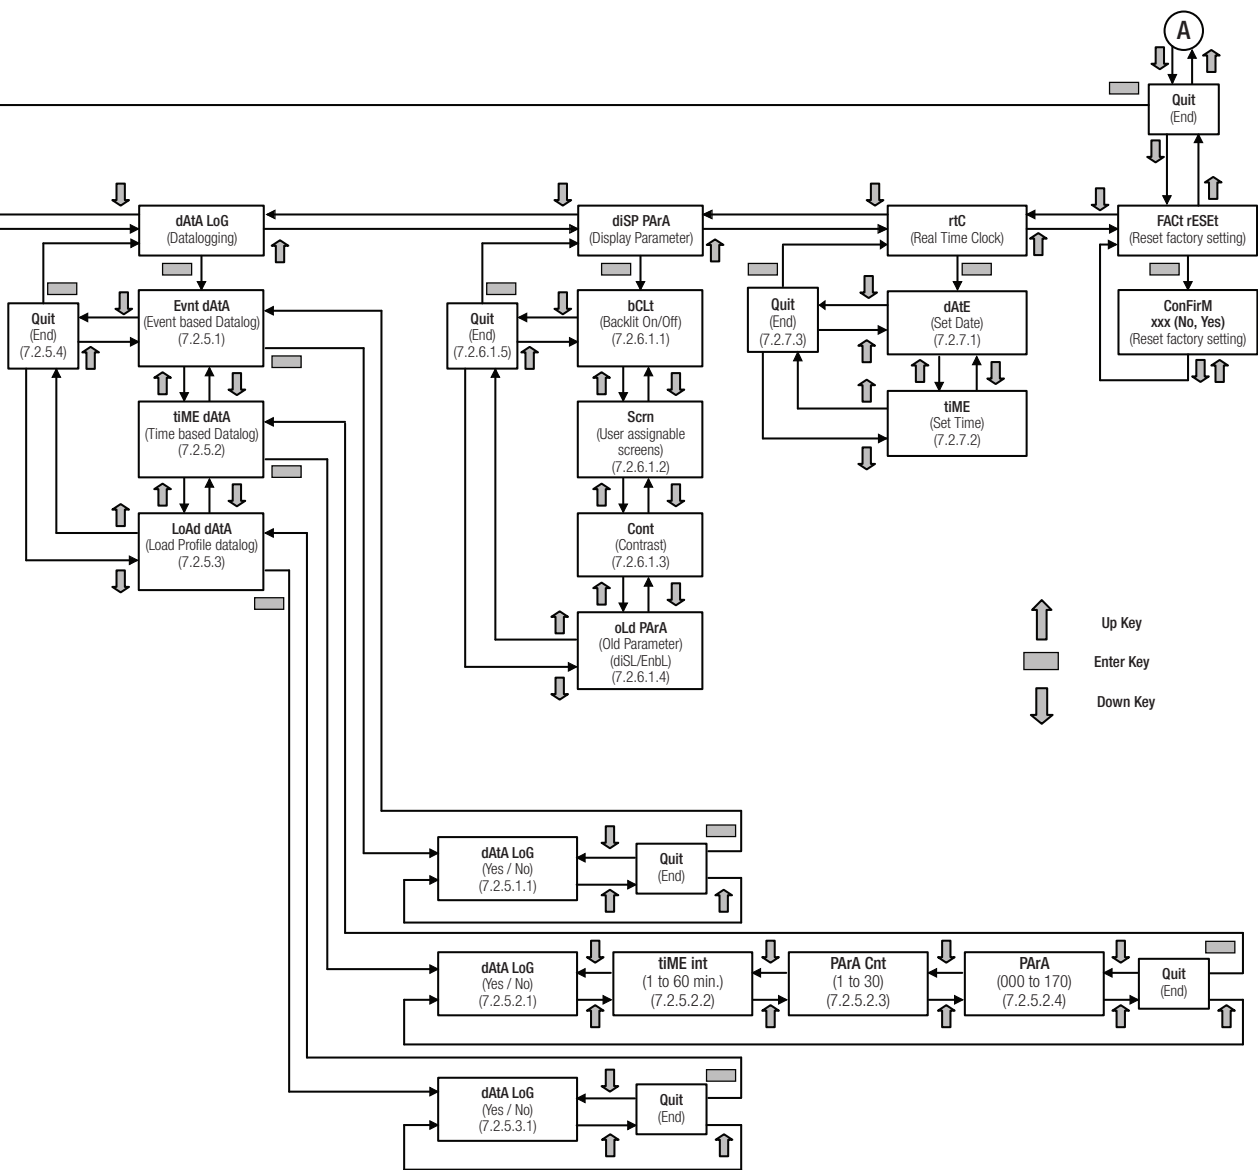 A
Quit
(End)
dAtA LoG
(Datalogging)
diSP PArA
(Display Parameter)
rtC
(Real Time Clock)
FACt rESEt
(Reset factory setting)
Quit
(End)
(7.2.5.4)
Evnt dAtA
(Event based Datalog)
(7.2.5.1)
Quit
(End)
(7.2.6.1.5)
bCLt
(Backlit On/Off)
(7.2.6.1.1)
Quit
(End)
(7.2.7.3)
dAtE
(Set Date)
(7.2.7.1)
ConFirM
xxx (No, Yes)
(Reset factory setting)
tiME dAtA
(Time based Datalog)
(7.2.5.2)
Scrn
(User assignable
screens)
(7.2.6.1.2)
tiME
(Set Time)
(7.2.7.2)
LoAd dAtA
(Load Profile datalog)
(7.2.5.3)
Cont
(Contrast)
(7.2.6.1.3)
oLd PArA
(Old Parameter)
(diSL/EnbL)
(7.2.6.1.4)
Up Key
Enter Key
Down Key
dAtA LoG
(Yes / No)
(7.2.5.1.1)
Quit
(End)
dAtA LoG
(Yes / No)
(7.2.5.2.1)
tiME int
(1 to 60 min.)
(7.2.5.2.2)
PArA Cnt
(1 to 30)
(7.2.5.2.3)
PArA
(000 to 170)
(7.2.5.2.4)
Quit
(End)
dAtA LoG
(Yes / No)
(7.2.5.3.1)
Quit
(End)